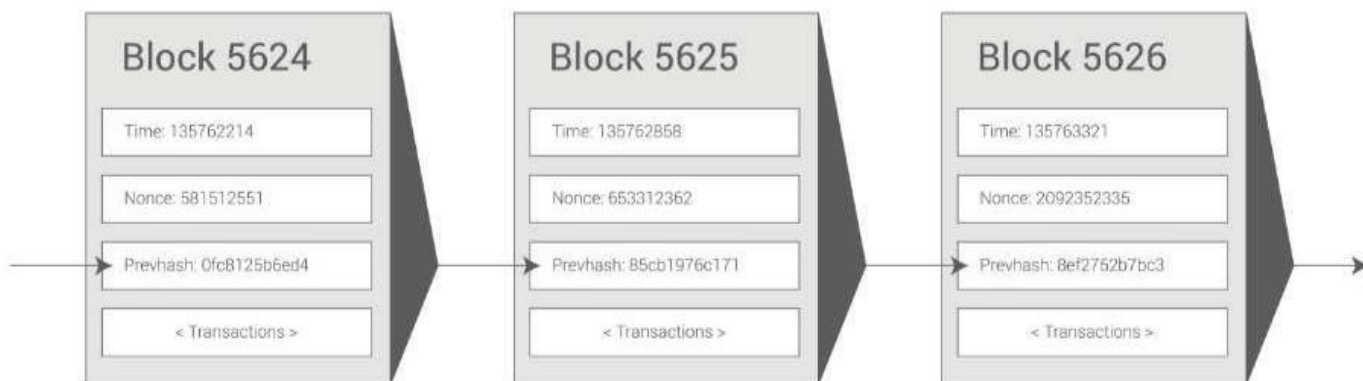 Block 5624
Time: 135762214
Nonce: 581512551
Prevhash: 0fc8125b6ed4
< Transactions >
Block 5625
Time: 135762858
Nonce: 653312362
Prevhash: 85cb1976c171
< Transactions >
Block 5626
Time: 135763321
Nonce: 2092352335
Prevhash: 8ef2752b7bc3
< Transactions >